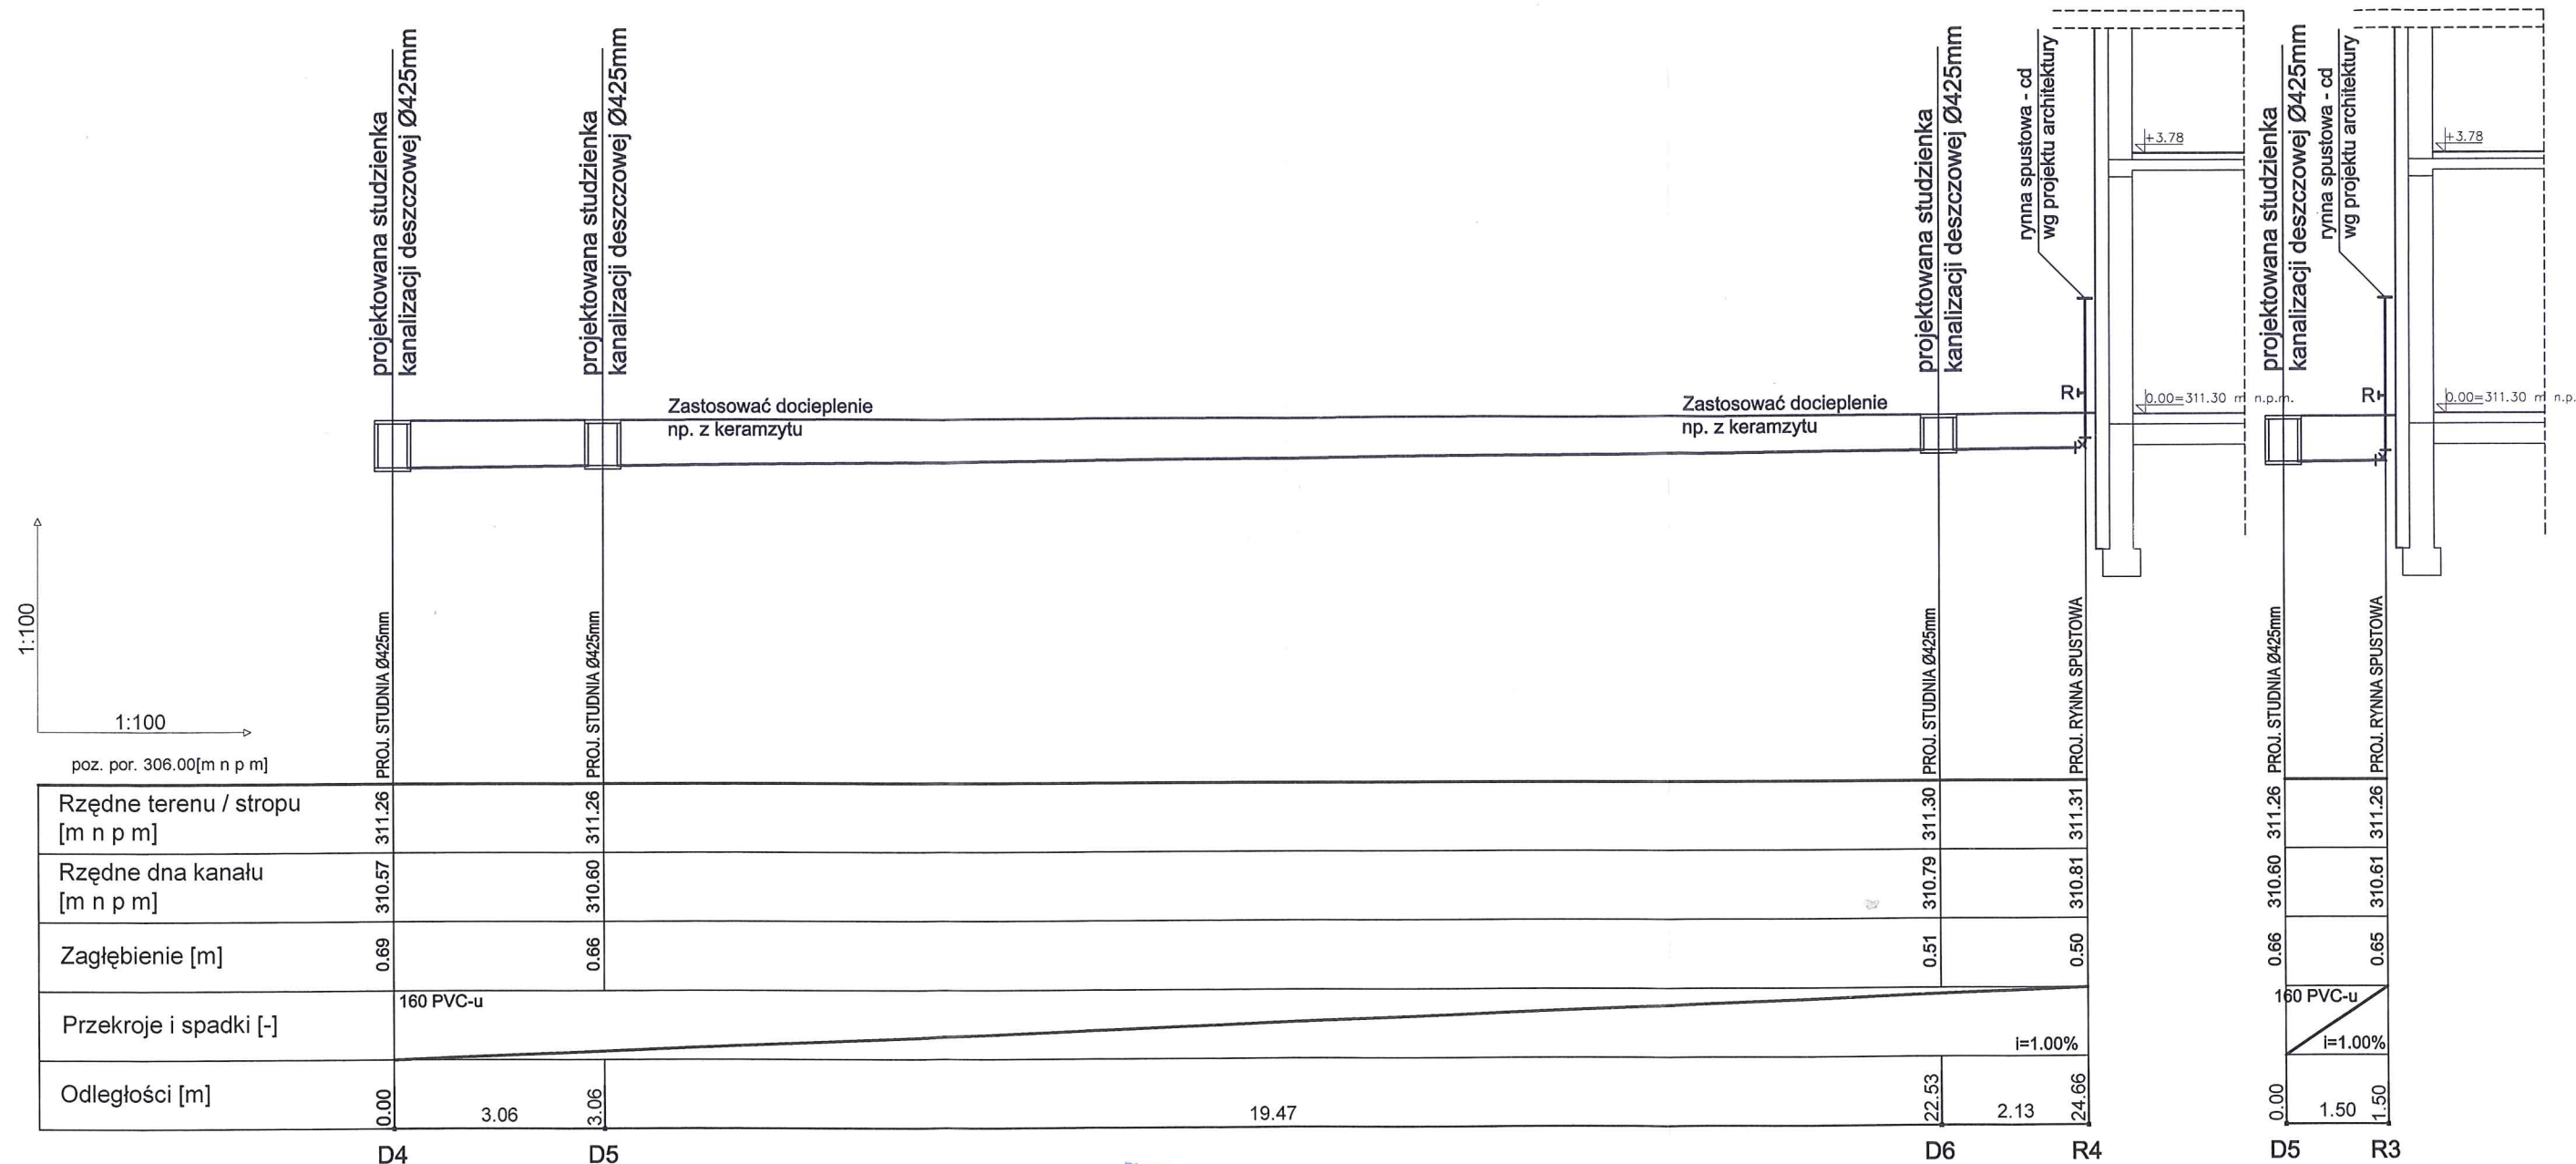 projektowana studzienka
kanalizacji deszczowej Ø425mm
projektowana studzienka
kanalizacji deszczowej Ø425mm
projektowana studzienka
kanalizacji deszczowej Ø425mm
rynna spustowa - cd
wg projektu architektury
projektowana studzienka
kanalizacji deszczowej Ø425mm
rynna spustowa - cd
wg projektu architektury
+3.78
+3.78
Zastosować docieplenie
np. z keramzytu
Zastosować docieplenie
np. z keramzytu
R
0.00=311.30 m n.p.m.
R
0.00=311.30 m n.p.
1:100
1:100
poz. por. 306.00[m n p m]
PROJ. STUDNIA Ø425mm
PROJ. STUDNIA Ø425mm
PROJ. STUDNIA Ø425mm
PROJ. RYNNA SPUSTOWA
PROJ. STUDNIA Ø425mm
PROJ. RYNNA SPUSTOWA
Rzędne terenu / stropu
[m n p m]
311.26
311.26
311.30
311.31
311.26
311.26
Rzędne dna kanału
[m n p m]
310.57
310.60
310.79
310.81
310.60
310.61
Zagłębienie [m]
0.69
0.66
0.51
0.50
0.66
0.65
Przekroje i spadki [-]
160 PVC-u
i=1.00%
160 PVC-u
i=1.00%
Odległości [m]
0.00
3.06
3.06
19.47
22.53
2.13
24.66
0.00
1.50
1.50
D4
D5
D6
R4
D5
R3